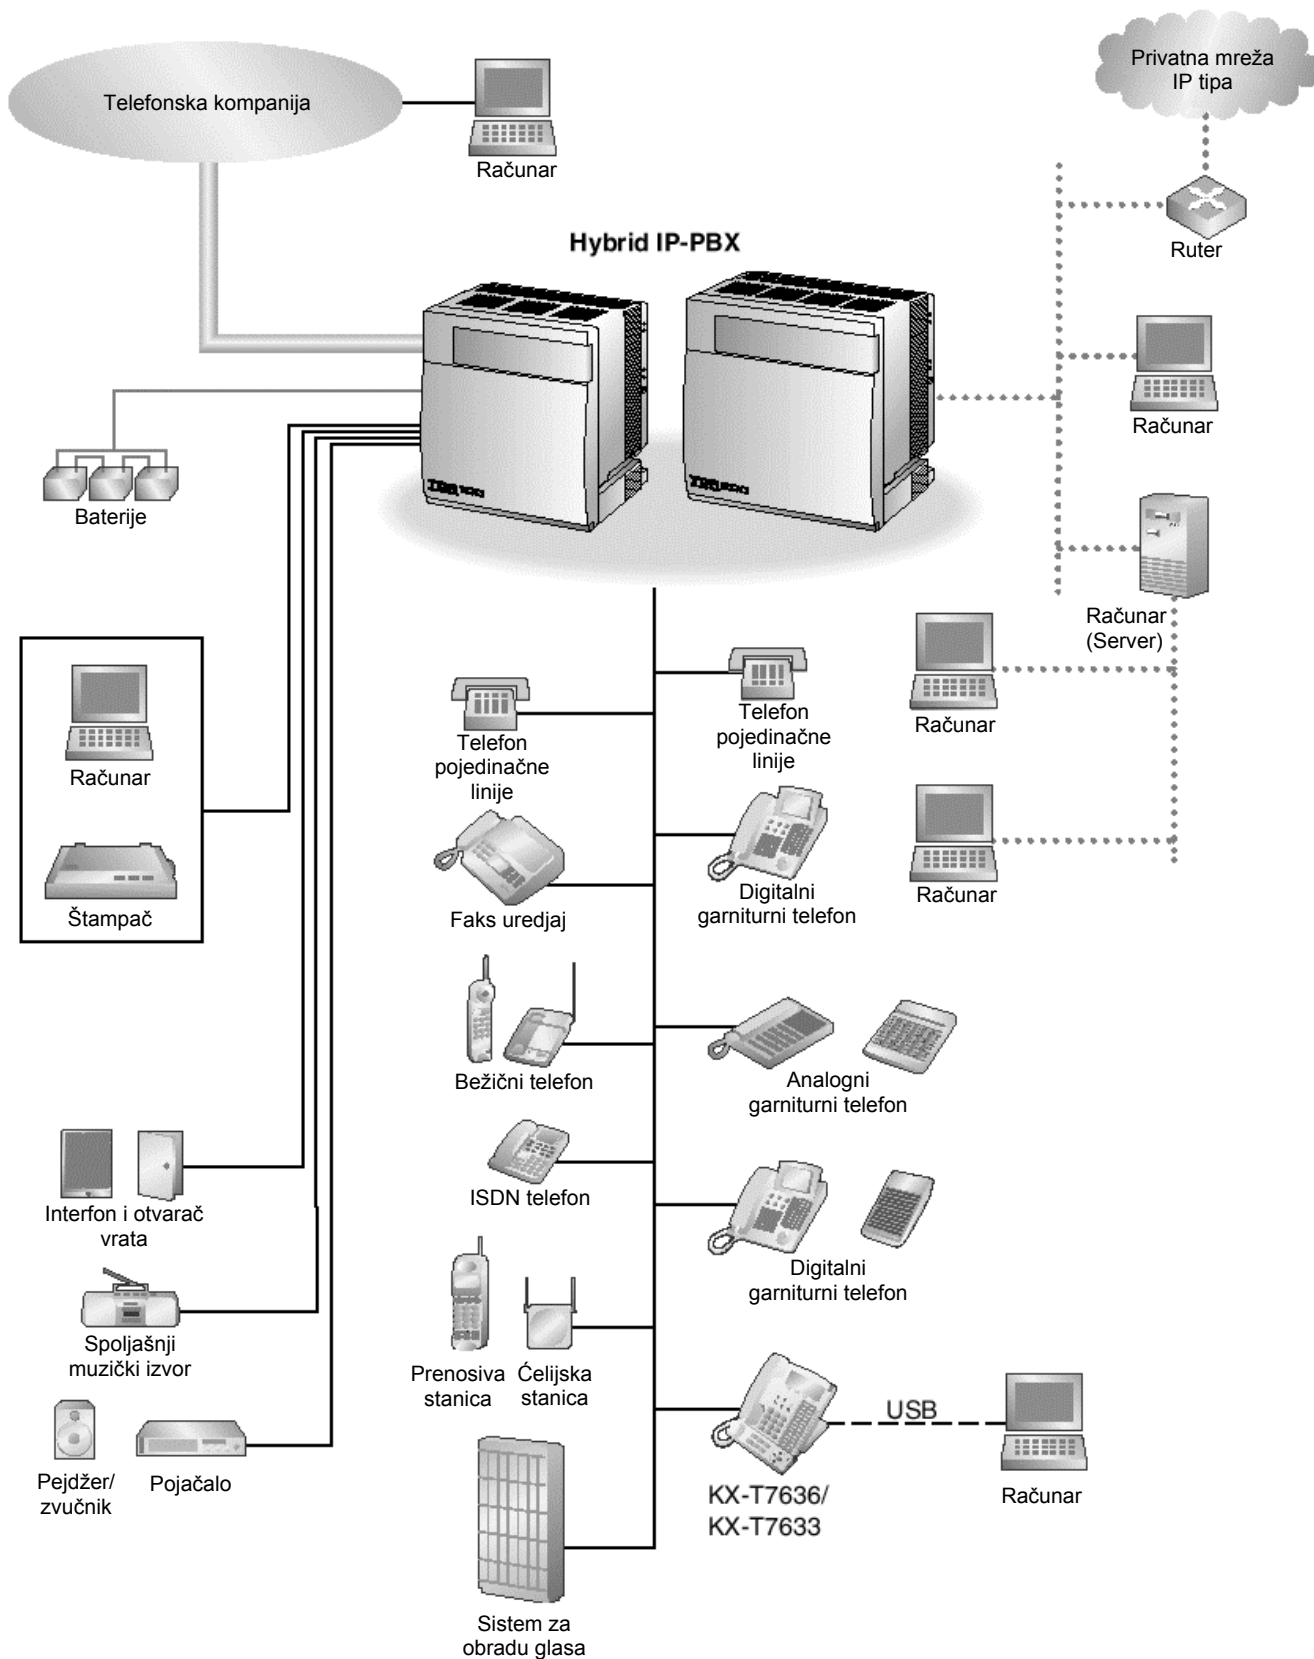 Telefonska kompanija
Računar
Privatna mreža
IP tipa
Ruter
Hybrid IP-PBX
Računar
Baterije
Računar
(Server)
Računar
Štampač
Telefon
pojedinačne
linije
Telefon
pojedinačne
linije
Računar
Faks uredjaj
Digitalni
garniturni telefon
Računar
Bežični telefon
Analogni
garniturni telefon
ISDN telefon
Digitalni
garniturni telefon
Interfon i otvarač
vrata
Spoljašnji
muzički izvor
Prenosiva
stanica
Ćelijska
stanica
Pejdžer/
zvučnik
Pojačalo
USB
KX-T7636/
KX-T7633
Računar
Sistem za
obradu glasa